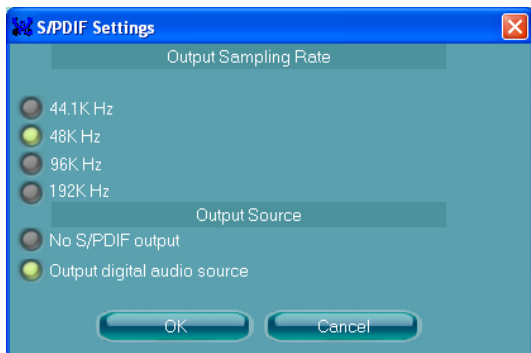 S/PDIF Settings
Output Sampling Rate
44.1K Hz
48K Hz
96K Hz
192K Hz
Output Source
No S/PDIF output
Output digital audio source
OK
Cancel